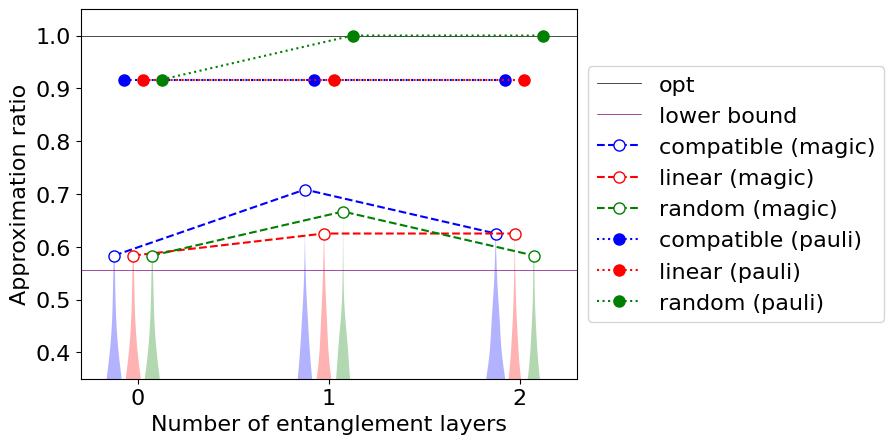 1.0
0.9
0.8
0.7
0.6
0.5
0.4
Approximation ratio
0
1
2
Number of entanglement layers
opt
lower bound
compatible (magic)
linear (magic)
random (magic)
compatible (pauli)
linear (pauli)
random (pauli)